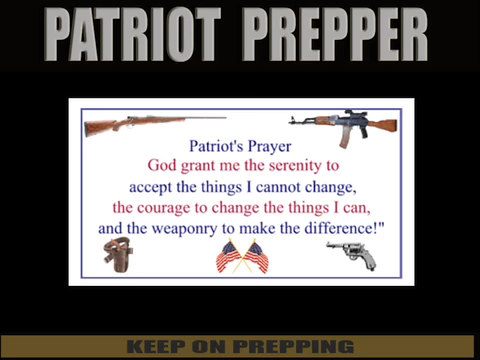 PATRIOT PREPPER
Patriot's Prayer
God grant me the serenity to
accept the things I cannot change,
the courage to change the things I can,
and the weaponry to make the difference!"
KEEP ON PREPPING